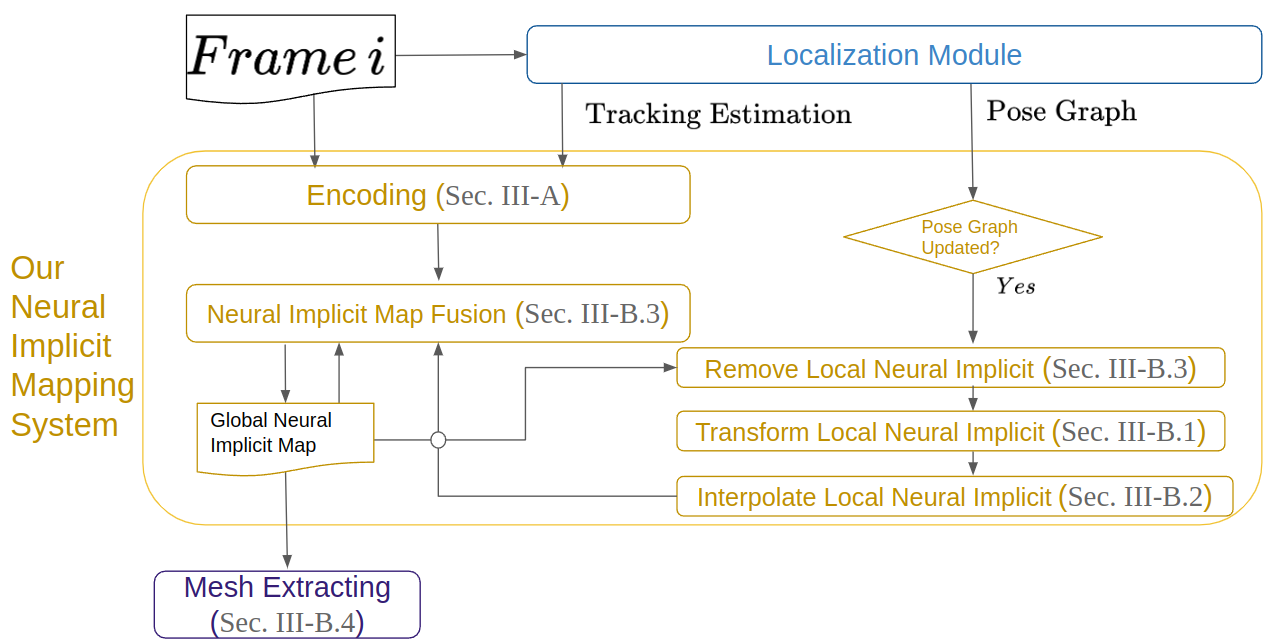 Frame i
Localization Module
Tracking Estimation
Pose Graph
Encoding (Sec. III-A)
Pose Graph
Updated?
Yes
Our
Neural
Implicit
Mapping
System
Neural Implicit Map Fusion (Sec. III-B.3)
Remove Local Neural Implicit (Sec. III-B.3)
Global Neural
Implicit Map
Transform Local Neural Implicit (Sec. III-B.1)
Interpolate Local Neural Implicit (Sec. III-B.2)
Mesh Extracting
(Sec. III-B.4)